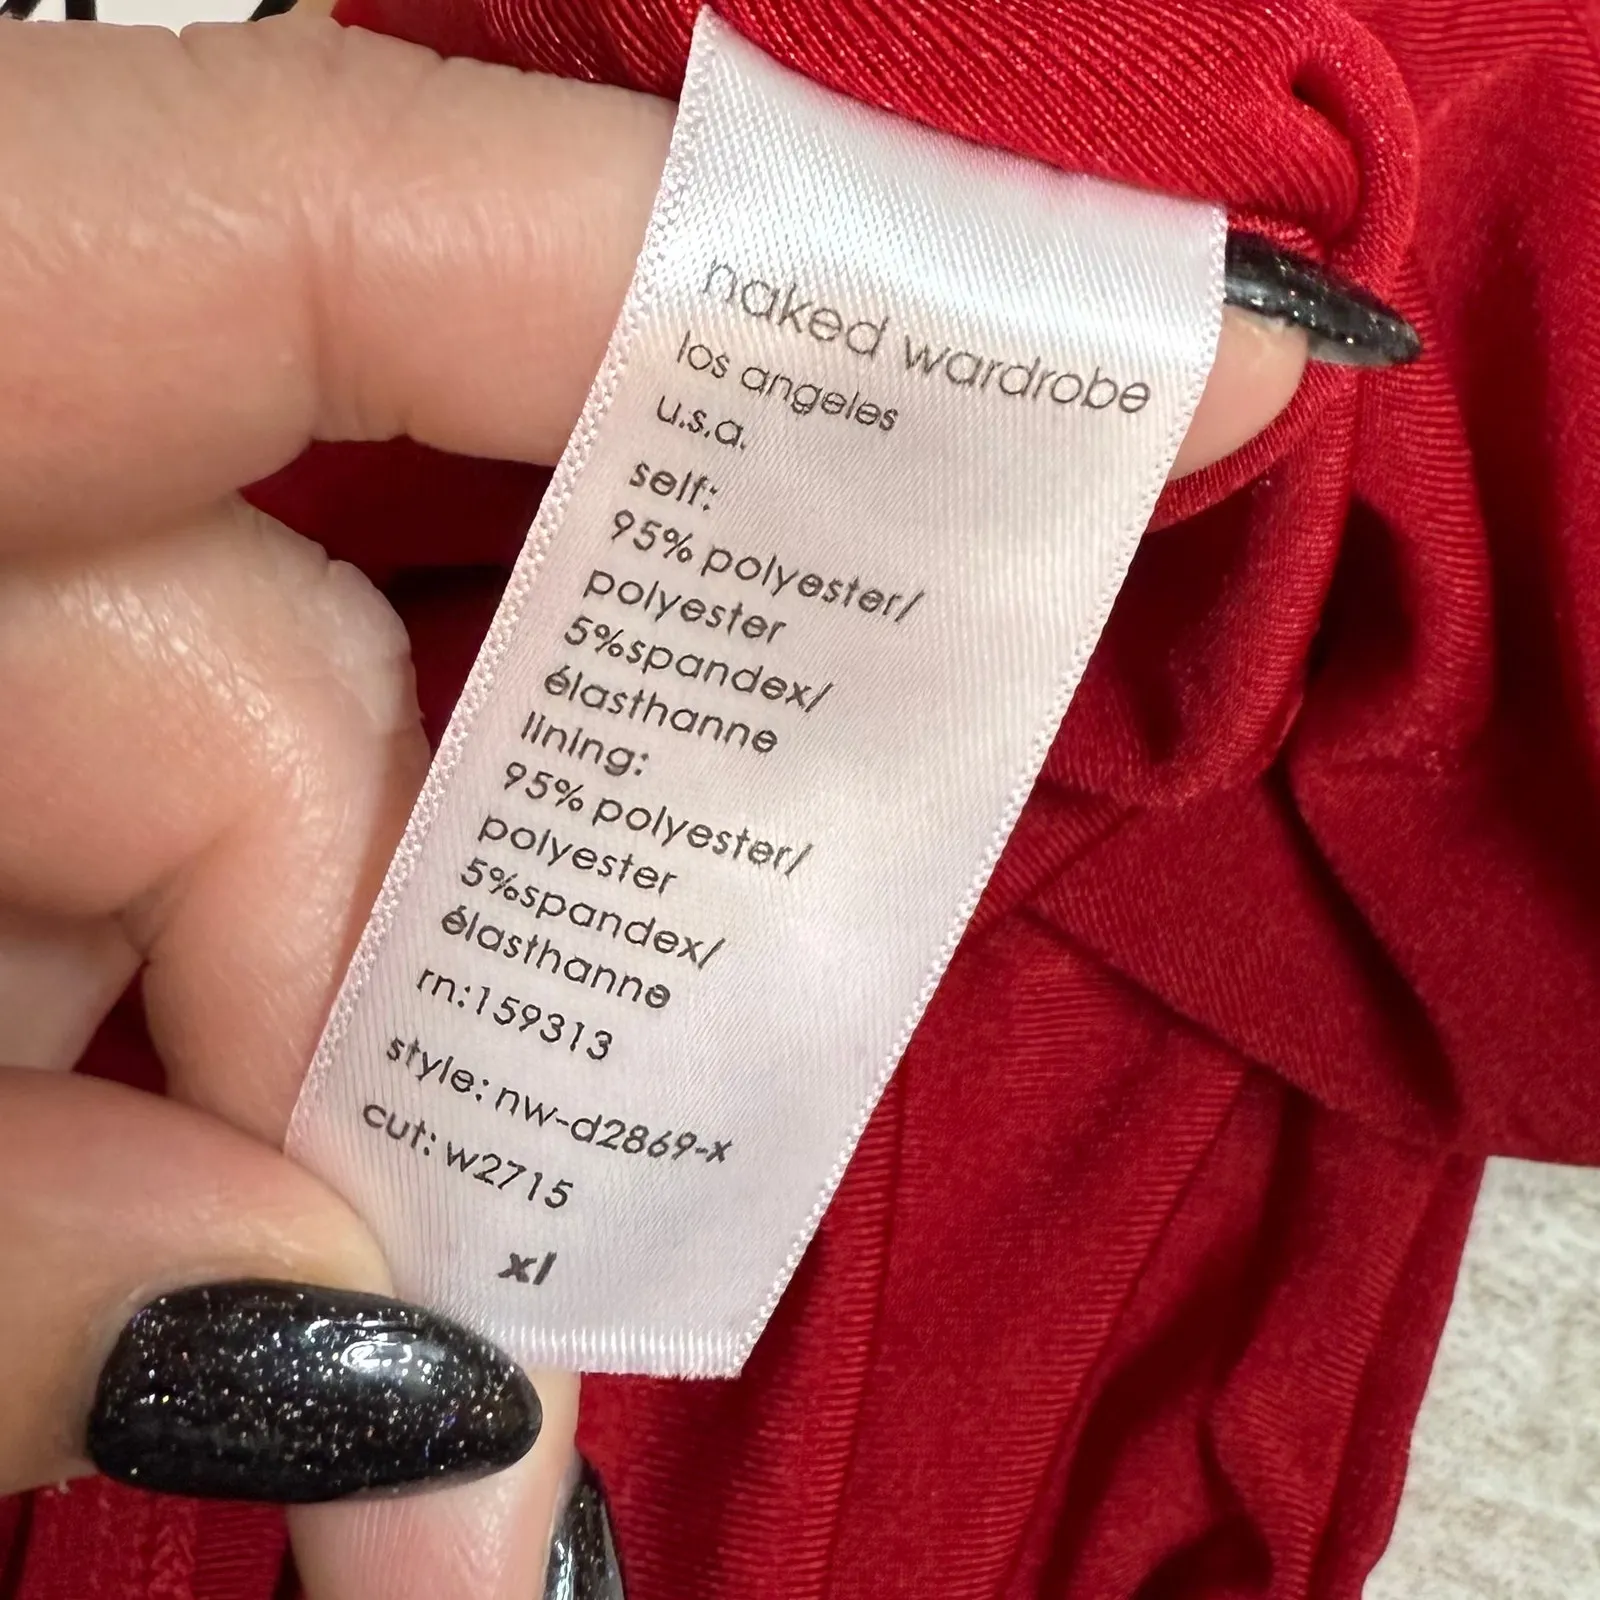 naked wardrobe
los angeles
u.s.a.
self:
95% polyester/
polyester
5%spandex/
élasthanne
lining:
95% polyester/
polyester
5%spandex/
élasthanne
rn:159313
style: nw-d2869-x
cut: w2715
xl